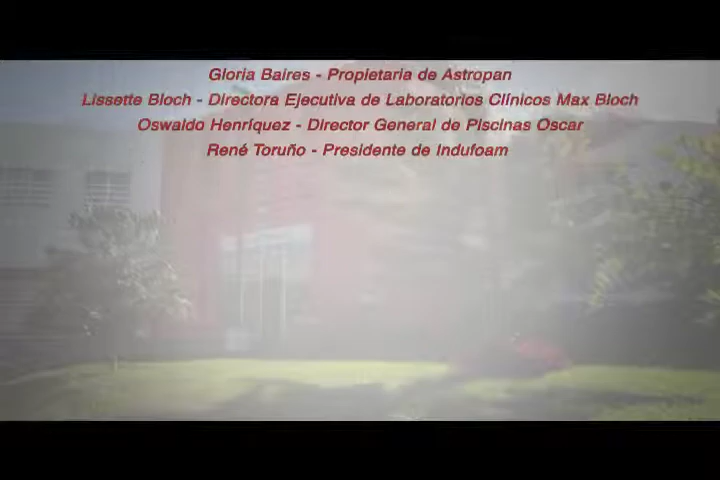 Gloria Baires - Propietaria de Astropan
Lissette Bloch - Directora Ejecutiva de Laboratorios Clínicos Max Bloch
Oswaldo Henríquez - Director General de Piscinas Oscar
René Toruño - Presidente de Indufoam